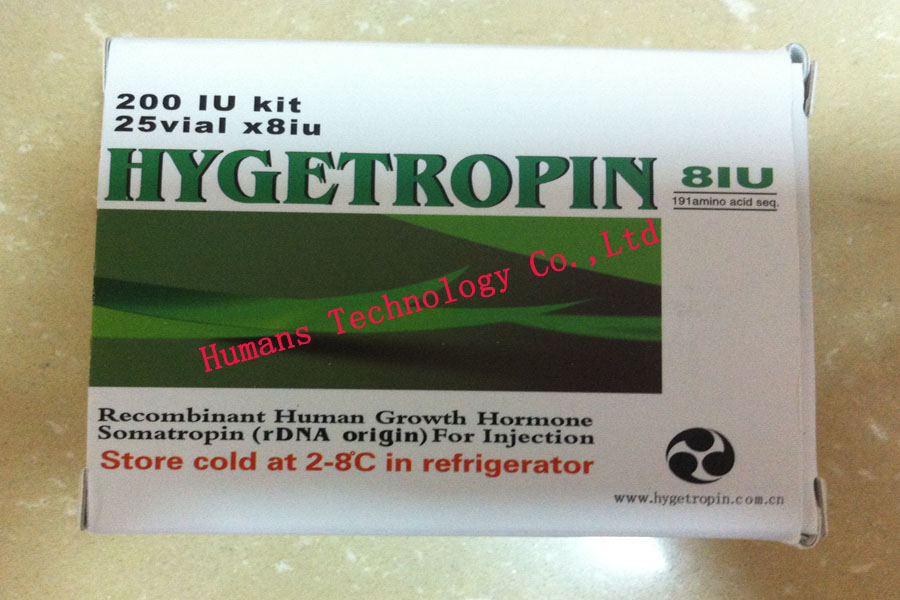 200 IU kit
25vial x8iu
HYGETROPIN
8IU
191amino acid seq.
Humans Technology Co.,Ltd
Recombinant Human Growth Hormone
Somatropin (rDNA origin) For Injection
Store cold at 2-8℃ in refrigerator
www.hygetropin.com.cn